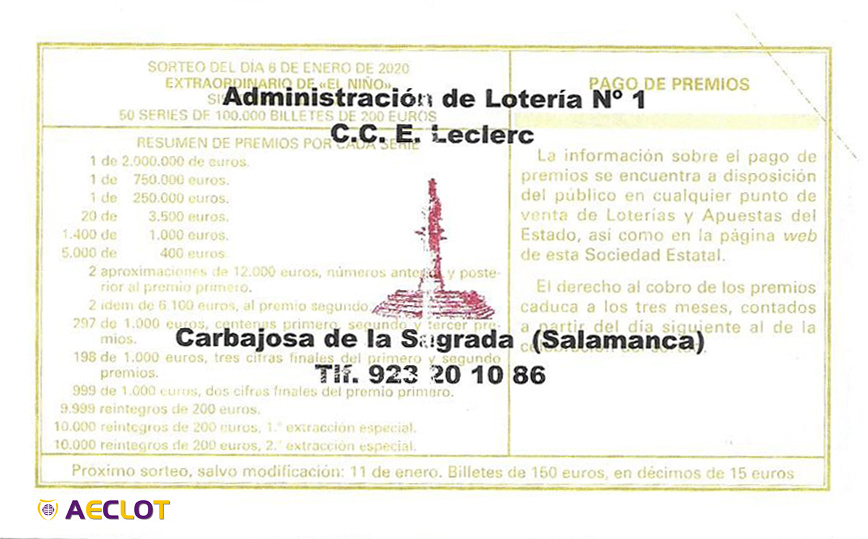 SORTEO DEL DÍA 6 DE ENERO DE 2020
EXTRAORDINARIO DE «EL NIÑO»
50 SERIES DE 100.000 BILLETES DE 200 EUROS
Administración de Lotería Nº 1
C.C. E. Leclerc
RESUMEN DE PREMIOS POR CADA SERIE
1 de 2.000.000 de euros.
1 de 750.000 euros.
1 de 250.000 euros.
20 de 3.500 euros.
1.400 de 1.000 euros.
5.000 de 400 euros.
2 aproximaciones de 12.000 euros, números anterior y poste-
rior al premio primero.
2 ídem de 6.100 euros, al premio segundo
297 de 1.000 euros, centenas primero, segundo y tercer pre-
mios.
198 de 1.000 euros, tres cifras finales del primero y segundo
premios.
999 de 1.000 euros, dos cifras finales del premio primero.
9.999 reintegros de 200 euros.
10.000 reintegros de 200 euros, 1.ª extracción especial.
10.000 reintegros de 200 euros, 2.ª extracción especial.
PAGO DE PREMIOS
La información sobre el pago de
premios se encuentra a disposición
del público en cualquier punto de
venta de Loterías y Apuestas del
Estado, así como en la página web
de esta Sociedad Estatal.
El derecho al cobro de los premios
caduca a los tres meses, contados
a partir del día siguiente al de la
Carbajosa de la Sagrada (Salamanca)
Tlf. 923 20 10 86
Próximo sorteo, salvo modificación: 11 de enero. Billetes de 150 euros, en décimos de 15 euros
AECLOT